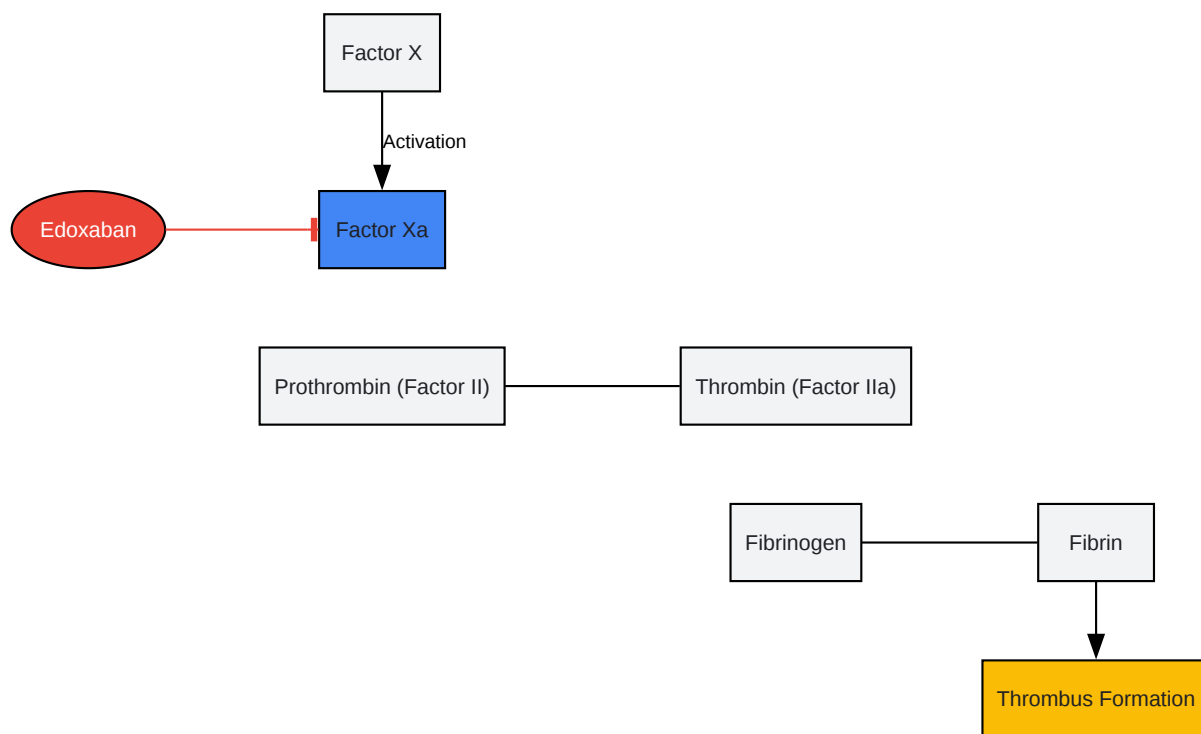 Factor X
Activation
Edoxaban
Factor Xa
Prothrombin (Factor II)
Thrombin (Factor IIa)
Fibrinogen
Fibrin
Thrombus Formation